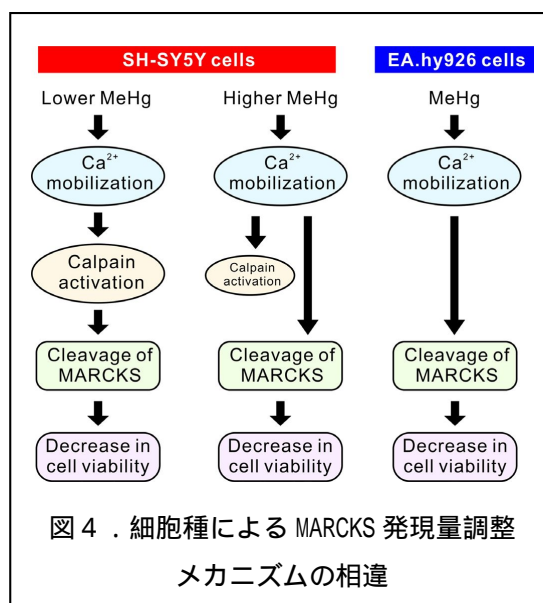 SH-SY5Y cells
EA.hy926 cells
Lower MeHg
Higher MeHg
MeHg
Ca²⁺
mobilization
Ca²⁺
mobilization
Ca²⁺
mobilization
Calpain
activation
Calpain
activation
Cleavage of
MARCKS
Cleavage of
MARCKS
Cleavage of
MARCKS
Decrease in
cell viability
Decrease in
cell viability
Decrease in
cell viability
図４．細胞種による MARCKS 発現量調整
メカニズムの相違